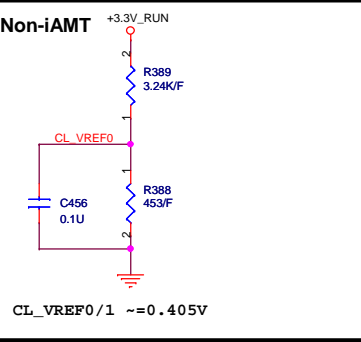 Non-iAMT
+3.3V_RUN
2
R389
3.24K/F
1
CL_VREF0
1
C456
0.1U
R388
453/F
2
CL_VREF0/1 ~=0.405V